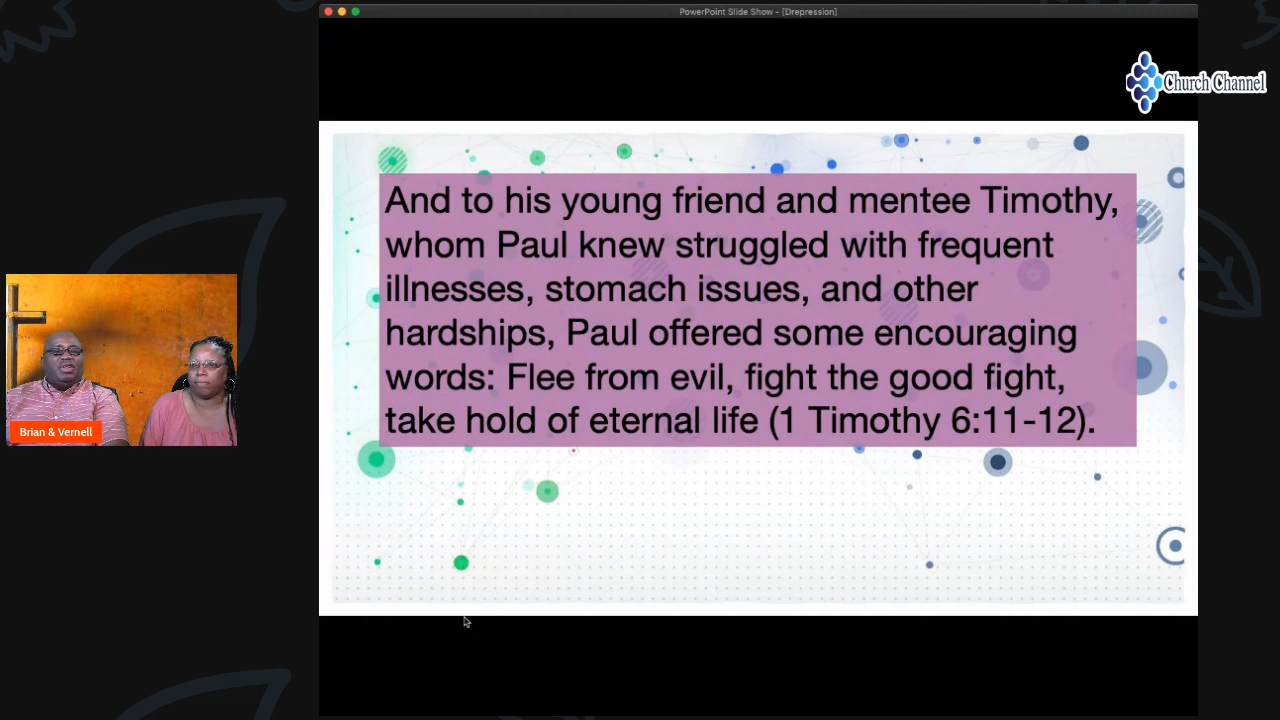 PowerPoint Slide Show - [Drepression]
Church Channel
And to his young friend and mentee Timothy,
whom Paul knew struggled with frequent
illnesses, stomach issues, and other
hardships, Paul offered some encouraging
words: Flee from evil, fight the good fight,
take hold of eternal life (1 Timothy 6:11-12).
Brian & Vernell